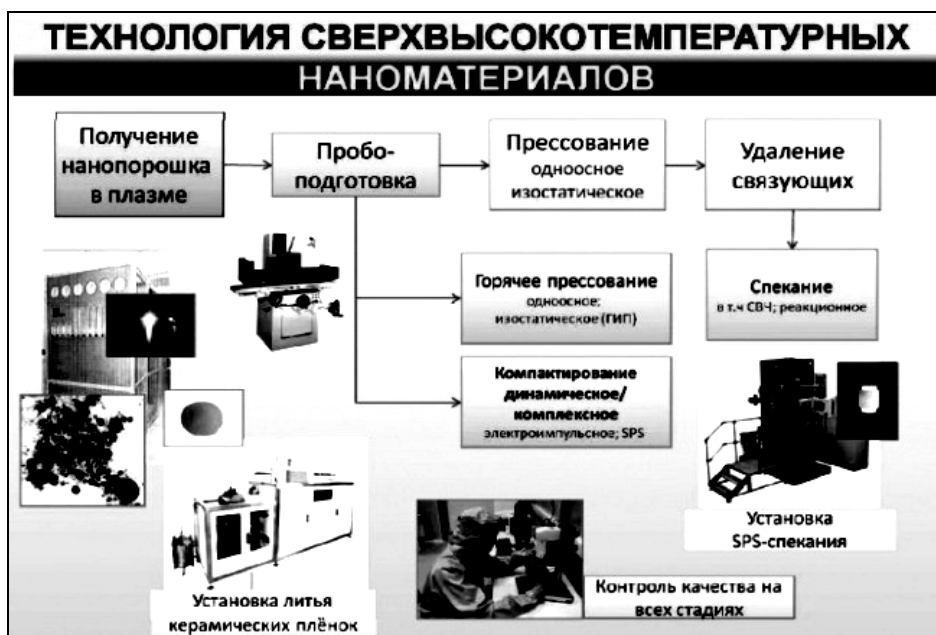 ТЕХНОЛОГИЯ СВЕРХВЫСОКОТЕМПЕРАТУРНЫХ
НАНОМАТЕРИАЛОВ
Получение
нанопорошка
в плазме
Пробо-
подготовка
Прессование
одноосное
изостатическое
Удаление
связующих
Горячее прессование
одноосное;
изостатическое (ГИП)
Спекание
в т.ч СВЧ; реакционное
Компактирование
динамическое/
комплексное
электроимпульсное; SPS
Установка
SPS-спекания
Установка литья
керамических плёнок
Контроль качества на
всех стадиях